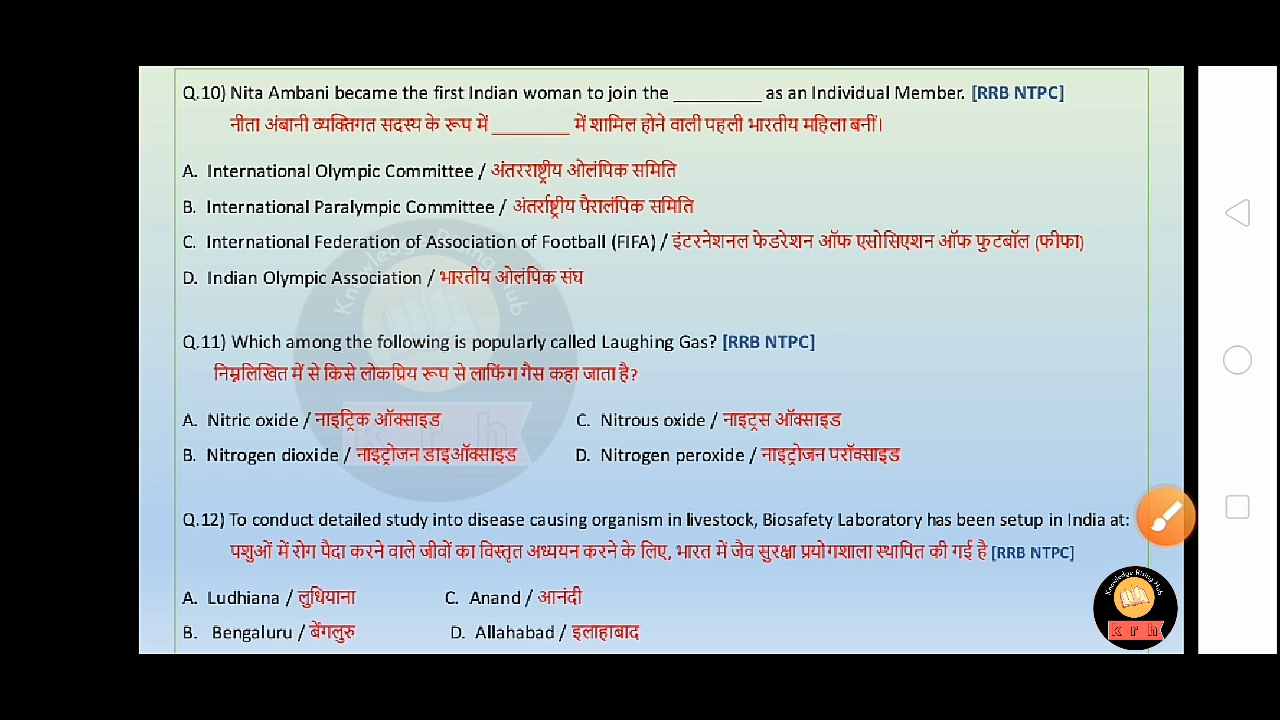 Q.10) Nita Ambani became the first Indian woman to join the _________ as an Individual Member. [RRB NTPC]
नीता अंबानी व्यक्तिगत सदस्य के रूप में ________ में शामिल होने वाली पहली भारतीय महिला बनीं।
A. International Olympic Committee / अंतरराष्ट्रीय ओलंपिक समिति
B. International Paralympic Committee / अंतर्राष्ट्रीय पैरालंपिक समिति
C. International Federation of Association of Football (FIFA) / इंटरनेशनल फेडरेशन ऑफ एसोसिएशन ऑफ फुटबॉल (फीफा)
D. Indian Olympic Association / भारतीय ओलंपिक संघ
Q.11) Which among the following is popularly called Laughing Gas? [RRB NTPC]
निम्नलिखित में से किसे लोकप्रिय रूप से लाफिंग गैस कहा जाता है?
A. Nitric oxide / नाइट्रिक ऑक्साइड C. Nitrous oxide / नाइट्रस ऑक्साइड
B. Nitrogen dioxide / नाइट्रोजन डाइऑक्साइड D. Nitrogen peroxide / नाइट्रोजन परॉक्साइड
Q.12) To conduct detailed study into disease causing organism in livestock, Biosafety Laboratory has been setup in India at:
पशुओं में रोग पैदा करने वाले जीवों का विस्तृत अध्ययन करने के लिए, भारत में जैव सुरक्षा प्रयोगशाला स्थापित की गई है [RRB NTPC]
A. Ludhiana / लुधियाना C. Anand / आनंदी
B. Bengaluru / बेंगलुरु D. Allahabad / इलाहाबाद
Knowledge Rising Hub
k r h
Knowledge Rising Hub
k r h